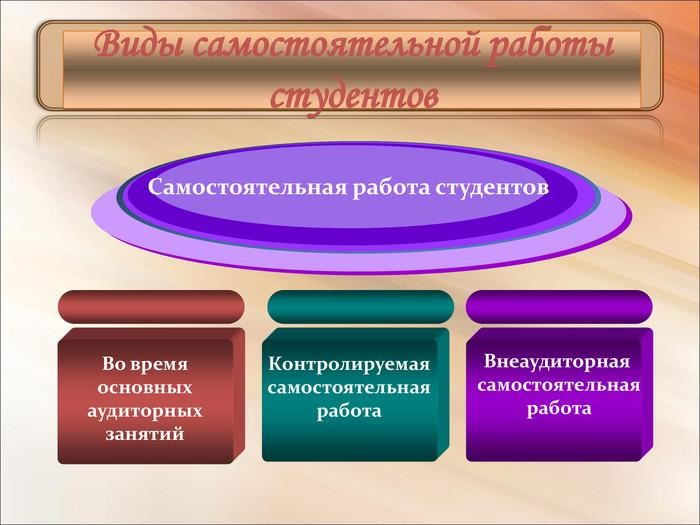 Виды самостоятельной работы
студентов
Самостоятельная работа студентов
Во время
основных
аудиторных
занятий
Контролируемая
самостоятельная
работа
Внеаудиторная
самостоятельная
работа